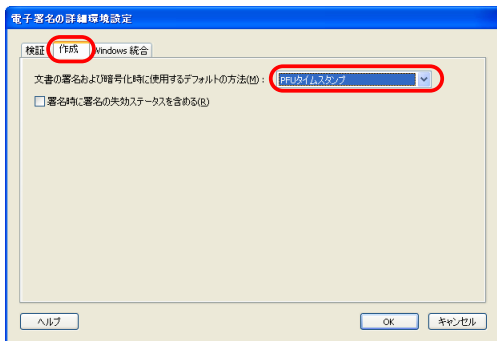 電子署名の詳細環境設定
検証 作成 Windows 統合
文書の署名および暗号化時に使用するデフォルトの方法(M): PFUタイムスタンプ
署名時に署名の失効ステータスを含める(R)
ヘルプ OK キャンセル